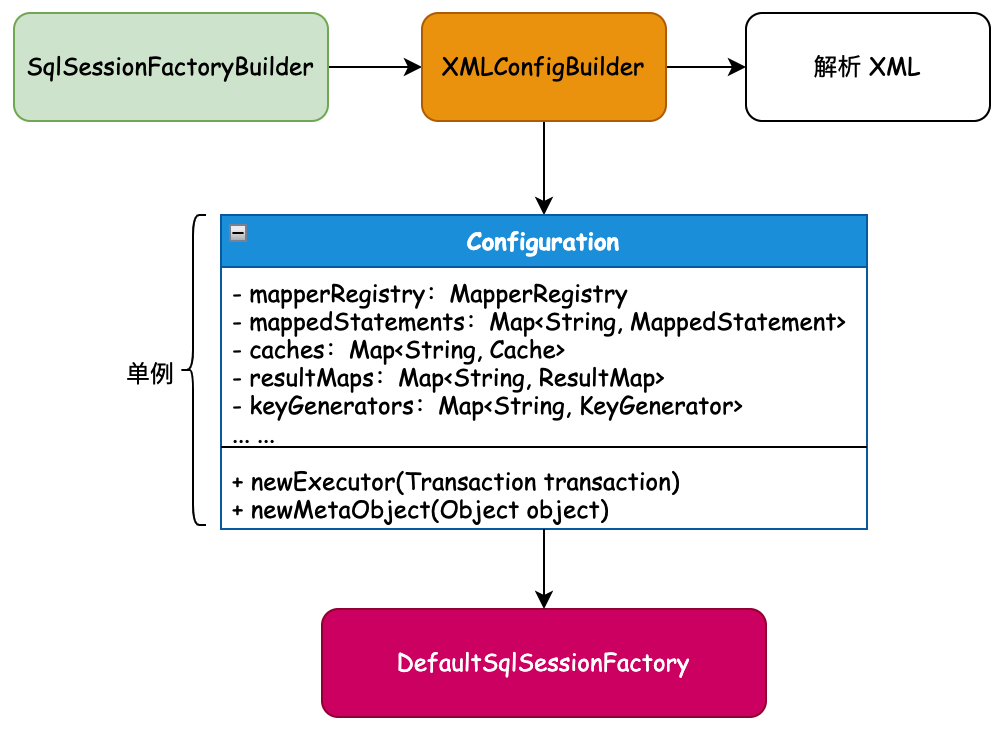 SqlSessionFactoryBuilder
XMLConfigBuilder
解析 XML
Configuration
- mapperRegistry：MapperRegistry
- mappedStatements：Map<String, MappedStatement>
- caches：Map<String, Cache>
- resultMaps：Map<String, ResultMap>
- keyGenerators：Map<String, KeyGenerator>
... ...
单例
+ newExecutor(Transaction transaction)
+ newMetaObject(Object object)
DefaultSqlSessionFactory